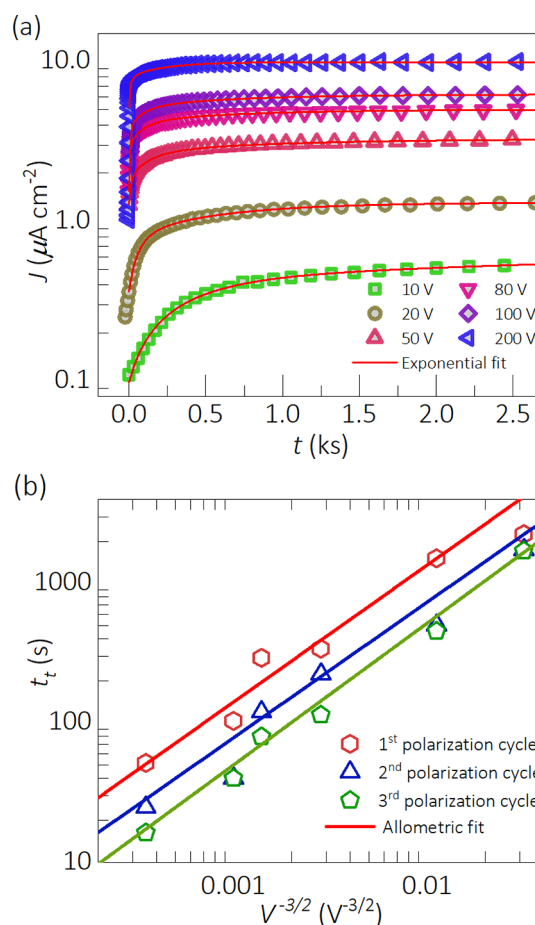 (a)
10.0
1.0
0.1
J (μA cm⁻²)
10 V
80 V
20 V
100 V
50 V
200 V
Exponential fit
0.0 0.5 1.0 1.5 2.0 2.5
t (ks)
(b)
1000
100
10
t_t (s)
1st polarization cycle
2nd polarization cycle
3rd polarization cycle
Allometric fit
0.001 0.01
V^-3/2 (V^-3/2)